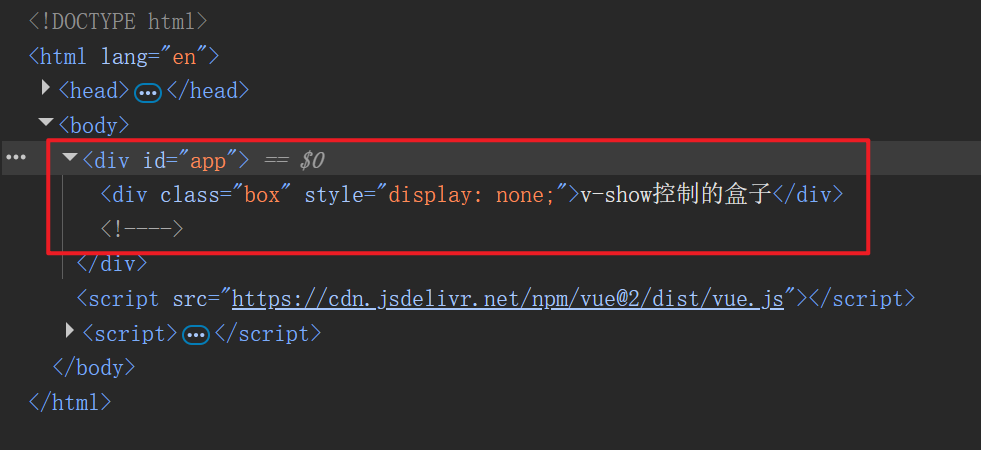 <!DOCTYPE html>
<html lang="en">
<head>…</head>
<body>
<div id="app"> == $0
<div class="box" style="display: none;">v-show控制的盒子</div>
<!---->
</div>
<script src="https://cdn.jsdelivr.net/npm/vue@2/dist/vue.js"></script>
<script>…</script>
</body>
</html>